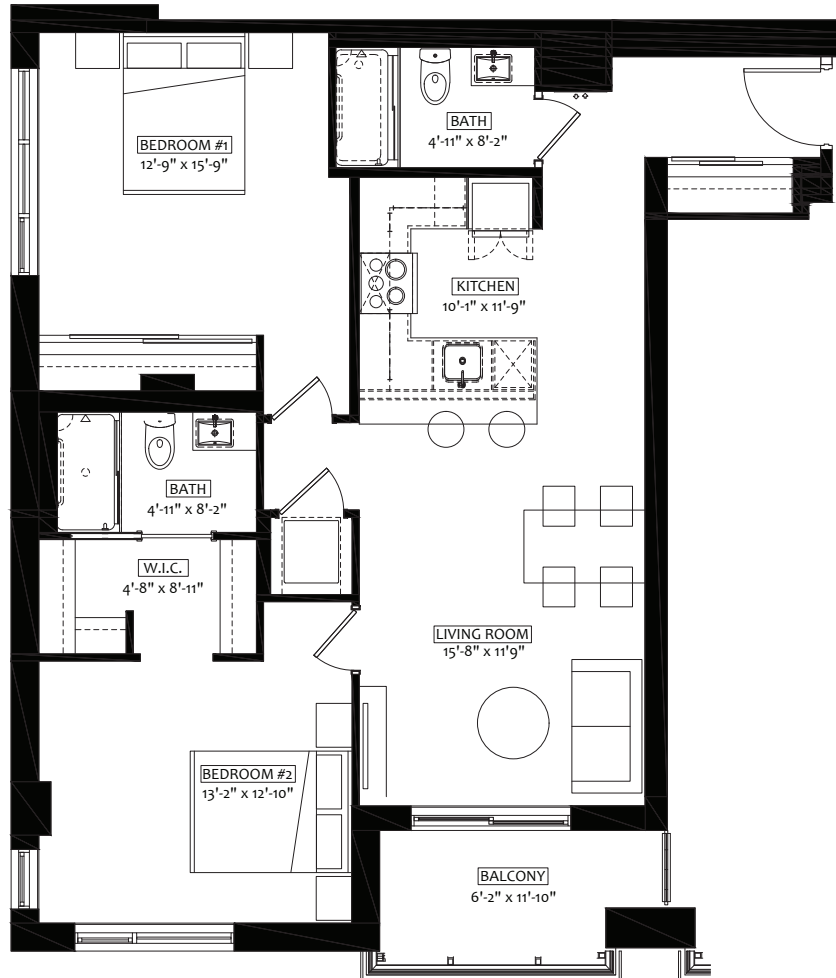 BEDROOM #1
12'-9" x 15'-9"
BATH
4'-11" x 8'-2"
KITCHEN
10'-1" x 11'-9"
BATH
4'-11" x 8'-2"
W.I.C.
4'-8" x 8'-11"
LIVING ROOM
15'-8" x 11'9"
BEDROOM #2
13'-2" x 12'-10"
BALCONY
6'-2" x 11'-10"